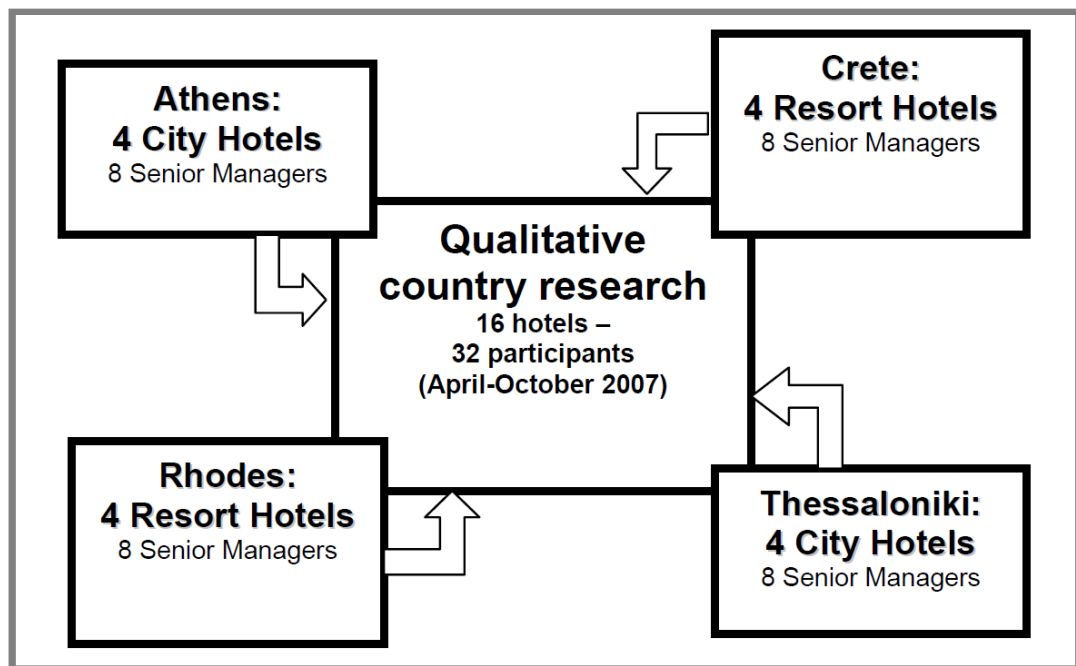 Athens:
4 City Hotels
8 Senior Managers
Crete:
4 Resort Hotels
8 Senior Managers
Qualitative
country research
16 hotels –
32 participants
(April-October 2007)
Rhodes:
4 Resort Hotels
8 Senior Managers
Thessaloniki:
4 City Hotels
8 Senior Managers